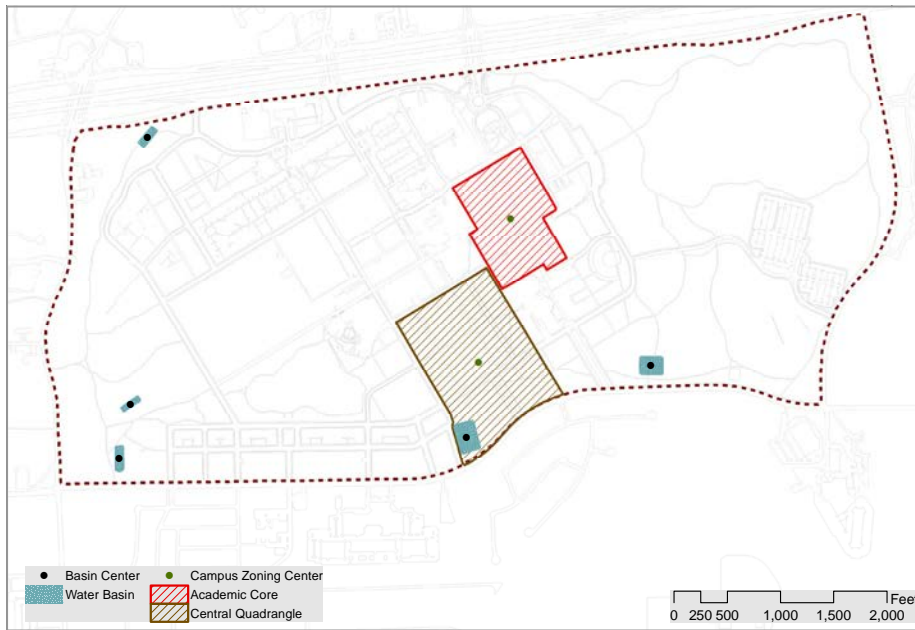 Basin Center
Campus Zoning Center
Water Basin
Academic Core
Central Quadrangle
Feet
0 250 500 1,000 1,500 2,000